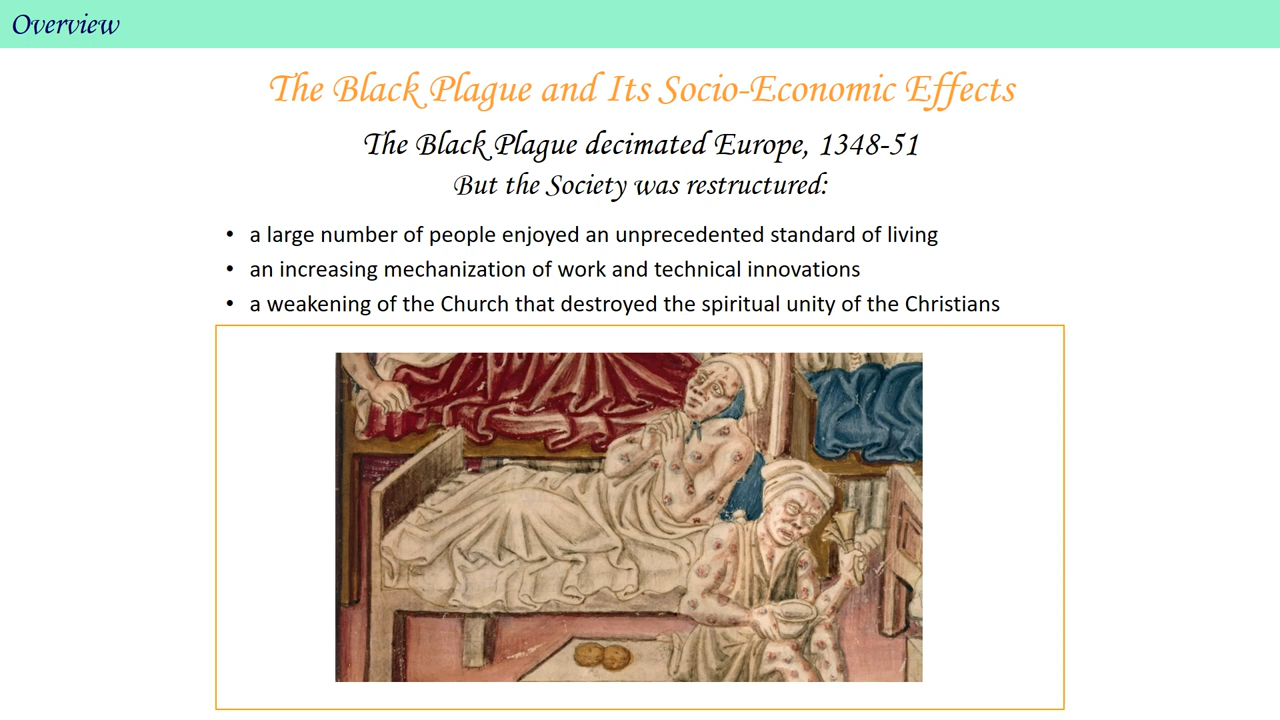 Overview
The Black Plague and Its Socio-Economic Effects
The Black Plague decimated Europe, 1348-51
But the Society was restructured:
• a large number of people enjoyed an unprecedented standard of living
• an increasing mechanization of work and technical innovations
• a weakening of the Church that destroyed the spiritual unity of the Christians